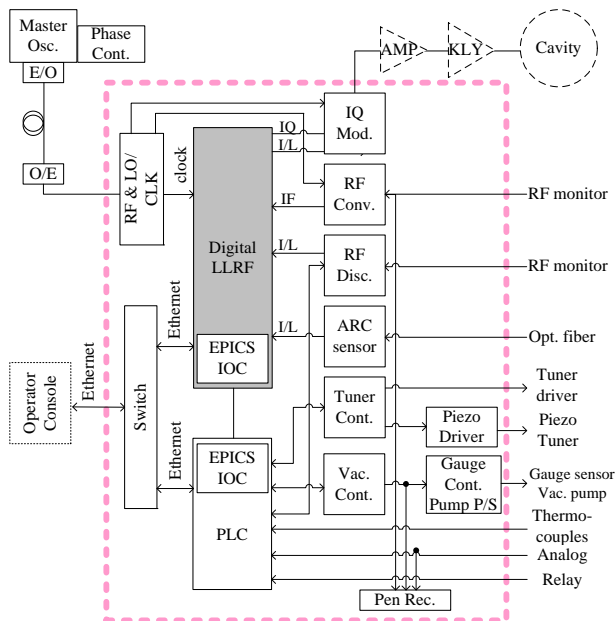 Master
Osc.
Phase
Cont.
E/O
AMP
KLY
Cavity
O/E
RF & LO/
CLK
clock
IQ
I/L
IQ
Mod.
IF
RF
Conv.
RF monitor
Digital
LLRF
I/L
RF
Disc.
RF monitor
Ethernet
I/L
ARC
sensor
Opt. fiber
EPICS
IOC
Operator
Console
Ethernet
Switch
Tuner
Cont.
Tuner
driver
Piezo
Driver
Piezo
Tuner
Ethernet
EPICS
IOC
PLC
Vac.
Cont.
Gauge
Cont.
Pump P/S
Gauge sensor
Vac. pump
Thermo-
couples
Analog
Relay
Pen Rec.